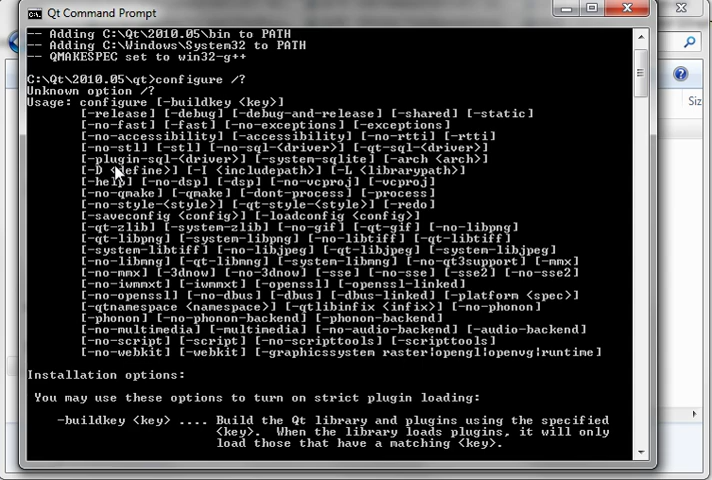 Qt Command Prompt
-- Adding C:\Qt\2010.05\bin to PATH
-- Adding C:\Windows\System32 to PATH
-- QMAKESPEC set to win32-g++
C:\Qt\2010.05\qt>configure /?
Unknown option /?
Usage: configure [-buildkey <key>]
[-release] [-debug] [-debug-and-release] [-shared] [-static]
[-no-fast] [-fast] [-no-exceptions] [-exceptions]
[-no-accessibility] [-accessibility] [-no-rtti] [-rtti]
[-no-stl] [-stl] [-no-sql-<driver>] [-qt-sql-<driver>]
[-plugin-sql-<driver>] [-system-sqlite] [-arch <arch>]
[-D <define>] [-I <includepath>] [-L <librarypath>]
[-help] [-no-dsp] [-dsp] [-no-vcproj] [-vcproj]
[-no-qmake] [-qmake] [-dont-process] [-process]
[-no-style-<style>] [-qt-style-<style>] [-redo]
[-saveconfig <config>] [-loadconfig <config>]
[-qt-zlib] [-system-zlib] [-no-gif] [-qt-gif] [-no-libpng]
[-qt-libpng] [-system-libpng] [-no-libtiff] [-qt-libtiff]
[-system-libtiff] [-no-libjpeg] [-qt-libjpeg] [-system-libjpeg]
[-no-libmng] [-qt-libmng] [-system-libmng] [-no-qt3support] [-mmx]
[-no-mmx] [-3dnow] [-no-3dnow] [-sse] [-no-sse] [-sse2] [-no-sse2]
[-no-iwmmxt] [-iwmmxt] [-openssl] [-openssl-linked]
[-no-openssl] [-no-dbus] [-dbus] [-dbus-linked] [-platform <spec>]
[-qtnamespace <namespace>] [-qtlibinfix <infix>] [-no-phonon]
[-phonon] [-no-phonon-backend] [-phonon-backend]
[-no-multimedia] [-multimedia] [-no-audio-backend] [-audio-backend]
[-no-script] [-script] [-no-scripttools] [-scripttools]
[-no-webkit] [-webkit] [-graphicssystem raster|opengl|openvg|runtime]
Installation options:
You may use these options to turn on strict plugin loading:
-buildkey <key> .... Build the Qt library and plugins using the specified
<key>. When the library loads plugins, it will only
load those that have a matching <key>.
Siz